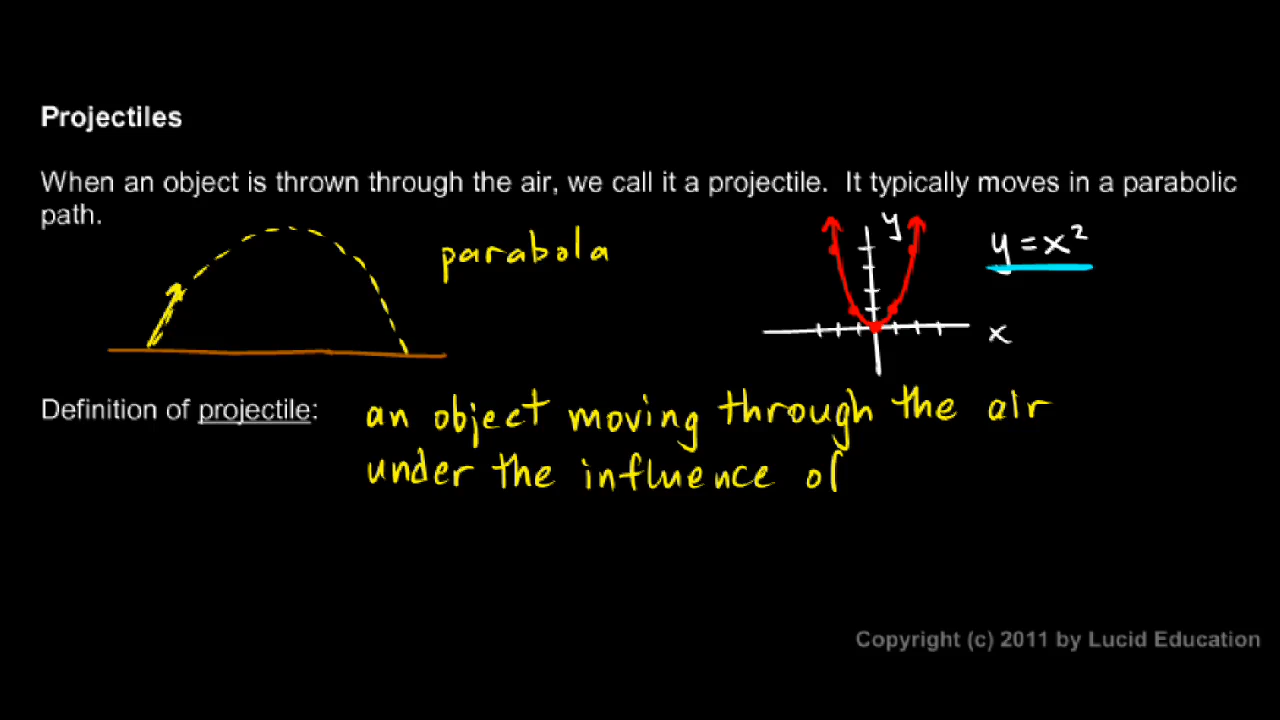 Projectiles
When an object is thrown through the air, we call it a projectile. It typically moves in a parabolic
path.
parabola
y
y = x²
x
Definition of projectile: an object moving through the air
under the influence of
Copyright (c) 2011 by Lucid Education